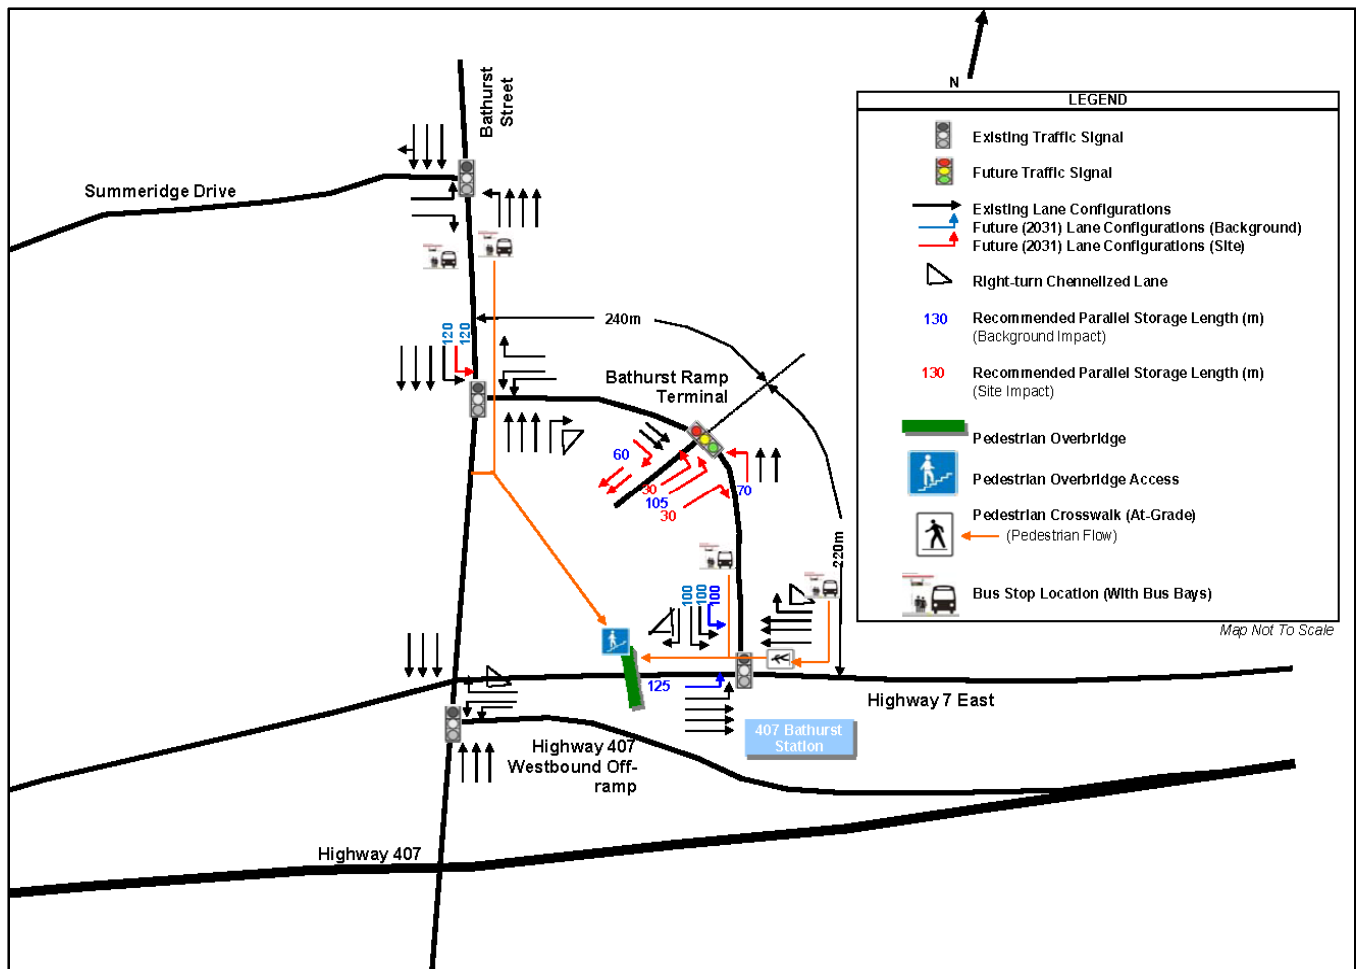 N
LEGEND
Existing Traffic Signal
Future Traffic Signal
Existing Lane Configurations
Future (2031) Lane Configurations (Background)
Future (2031) Lane Configurations (Site)
Right-turn Chennelized Lane
130 Recommended Parallel Storage Length (m)
(Background Impact)
130 Recommended Parallel Storage Length (m)
(Site Impact)
Pedestrian Overbridge
Pedestrian Overbridge Access
Pedestrian Crosswalk (At-Grade)
(Pedestrian Flow)
Bus Stop Location (With Bus Bays)
Map Not To Scale
Bathurst
Street
Summeridge Drive
240m
120
120
Bathurst Ramp
Terminal
60
30
105
30
70
220m
100
100
100
125
Highway 7 East
407 Bathurst
Station
Highway 407
Westbound Off-
ramp
Highway 407